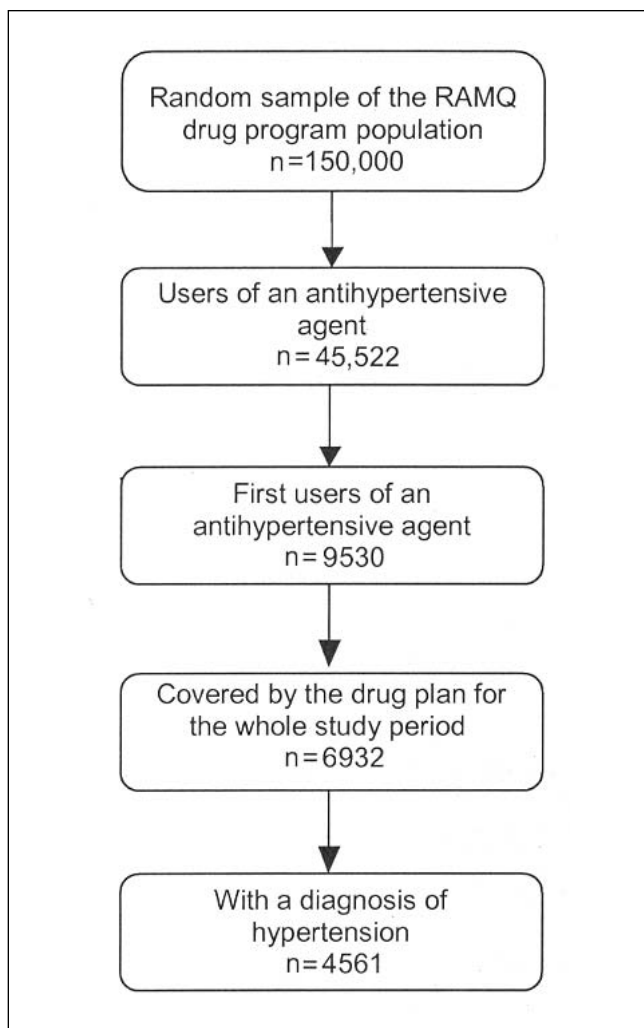 Random sample of the RAMQ
drug program population
n=150,000
Users of an antihypertensive
agent
n= 45,522
First users of an
antihypertensive agent
n= 9530
Covered by the drug plan for
the whole study period
n=6932
With a diagnosis of
hypertension
n=4561